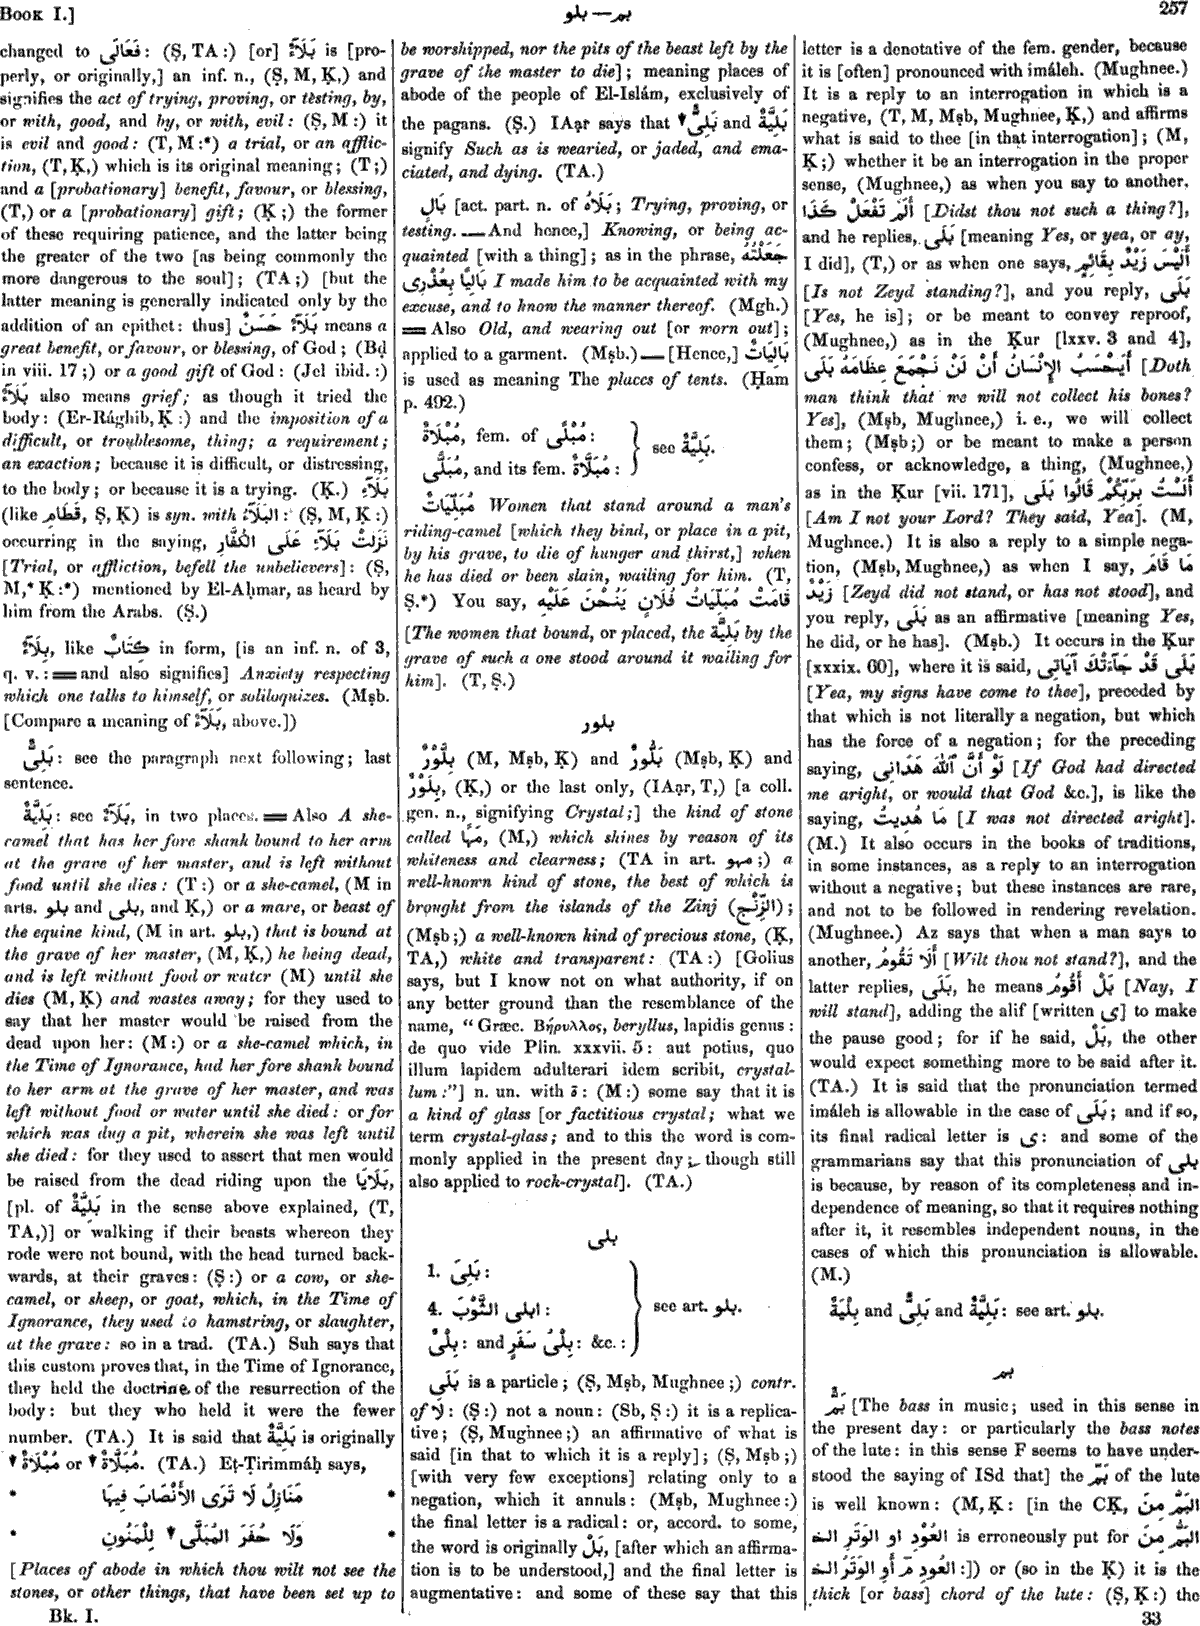 Book I.]
بلو — بم
257
changed to فَعَالَى: (Ṣ, TA:) [or] بَلَآءٌ is [pro-
perly, or originally,] an inf. n., (Ṣ, M, Ḳ,) and
signifies the act of trying, proving, or testing, by,
or with, good, and by, or with, evil: (Ṣ, M:) it
is evil and good: (T, M:*) a trial, or an afflic-
tion, (T, Ḳ,) which is its original meaning; (T;)
and a [probationary] benefit, favour, or blessing,
(T,) or a [probationary] gift; (Ḳ;) the former
of these requiring patience, and the latter being
the greater of the two [as being commonly the
more dangerous to the soul]; (TA;) [but the
latter meaning is generally indicated only by the
addition of an epithet: thus] بَلَآءٌ حَسَنٌ means a
great benefit, or favour, or blessing, of God; (Bḍ
in viii. 17;) or a good gift of God: (Jel ibid.:)
بَلَآءٌ also means grief; as though it tried the
body: (Er-Rághib, Ḳ:) and the imposition of a
difficult, or troublesome, thing; a requirement;
an exaction; because it is difficult, or distressing,
to the body; or because it is a trying. (Ḳ.) بَلَآءِ
(like قَطَامِ, Ṣ, Ḳ) is syn. with البَلَآءُ: (Ṣ, M, Ḳ:)
occurring in the saying, نَزَلَتْ بَلَآءِ عَلَى الكُفَّارِ
[Trial, or affliction, befell the unbelievers]: (Ṣ,
M,* Ḳ:*) mentioned by El-Aḥmar, as heard by
him from the Arabs. (Ṣ.)
بِلَآءٌ, like كِتَابٌ in form, [is an inf. n. of 3,
q. v.: ══ and also signifies] Anxiety respecting
which one talks to himself, or soliloquizes. (Mṣb.
[Compare a meaning of بَلَآءٌ, above.])
بَلِىٌّ: see the paragraph next following; last
sentence.
بَلِيَّةٌ: see بَلَآءٌ, in two places. ══ Also A she-
camel that has her fore shank bound to her arm
at the grave of her master, and is left without
food until she dies: (T:) or a she-camel, (M in
arts. بلو and بلى, and Ḳ,) or a mare, or beast of
the equine kind, (M in art. بلو,) that is bound at
the grave of her master, (M, Ḳ,) he being dead,
and is left without food or water (M) until she
dies (M, Ḳ) and wastes away; for they used to
say that her master would be raised from the
dead upon her: (M:) or a she-camel which, in
the Time of Ignorance, had her fore shank bound
to her arm at the grave of her master, and was
left without food or water until she died: or for
which was dug a pit, wherein she was left until
she died: for they used to assert that men would
be raised from the dead riding upon the بَلَايَا,
[pl. of بَلِيَّةٌ in the sense above explained, (T,
TA,)] or walking if their beasts whereon they
rode were not bound, with the head turned back-
wards, at their graves: (Ṣ:) or a cow, or she-
camel, or sheep, or goat, which, in the Time of
Ignorance, they used to hamstring, or slaughter,
at the grave: so in a trad. (TA.) Suh says that
this custom proves that, in the Time of Ignorance,
they held the doctrine of the resurrection of the
body: but they who held it were the fewer
number. (TA.) It is said that بَلِيَّةٌ is originally
▼ مُبْلَاةٌ or ▼ مُبَلَّاةٌ. (TA.) Eṭ-Ṭirimmáḥ says,
* مَنَازِلُ لَا تَرَى الأَنْصَابَ فِيهَا *
* وَلَا حُفَرَ المُبَلَّى ▼ لِلْمَنُونِ *
[Places of abode in which thou wilt not see the
stones, or other things, that have been set up to
Bk. I.
be worshipped, nor the pits of the beast left by the
grave of the master to die]; meaning places of
abode of the people of El-Islám, exclusively of
the pagans. (Ṣ.) IAạr says that ▼ بَلِىٌّ and بَلِيَّةٌ
signify Such as is wearied, or jaded, and ema-
ciated, and dying. (TA.)
بَالٍ [act. part. n. of بَلَاهُ; Trying, proving, or
testing. — And hence,] Knowing, or being ac-
quainted [with a thing]; as in the phrase, جَعَلْتُهُ
بَالِيًا بِعُذْرِى I made him to be acquainted with my
excuse, and to know the manner thereof. (Mgh.)
══ Also Old, and wearing out [or worn out];
applied to a garment. (Mṣb.) — [Hence,] بَالِيَاتٌ
is used as meaning The places of tents. (Ḥam
p. 492.)
مُبْلَاةٌ, fem. of مُبْلًى:
مُبَلًّى, and its fem. مُبَلَّاةٌ: } see بَلِيَّةٌ.
مُبَلِّيَاتٌ Women that stand around a man's
riding-camel [which they bind, or place in a pit,
by his grave, to die of hunger and thirst,] when
he has died or been slain, wailing for him. (T,
Ṣ.*) You say, قَامَتْ مُبَلِّيَاتُ فُلَانٍ يَنُحْنَ عَلَيْهِ
[The women that bound, or placed, the بَلِيَّة by the
grave of such a one stood around it wailing for
him]. (T, Ṣ.)
بلور
بِلَّوْرٌ (M, Mṣb, Ḳ) and بَلُّورٌ (Mṣb, Ḳ) and
بِلَوْرٌ, (Ḳ,) or the last only, (IAạr, T,) [a coll.
gen. n., signifying Crystal;] the kind of stone
called مَهًا, (M,) which shines by reason of its
whiteness and clearness; (TA in art. مهو;) a
well-known kind of stone, the best of which is
brought from the islands of the Zinj (الزِّنْج);
(Mṣb;) a well-known kind of precious stone, (Ḳ,
TA,) white and transparent: (TA:) [Golius
says, but I know not on what authority, if on
any better ground than the resemblance of the
name, “Græc. Βήρυλλος, beryllus, lapidis genus:
de quo vide Plin. xxxvii. 5: aut potius, quo
illum lapidem adulterari idem scribit, crystal-
lum:”] n. un. with ة: (M:) some say that it is
a kind of glass [or factitious crystal; what we
term crystal-glass; and to this the word is com-
monly applied in the present day; though still
also applied to rock-crystal]. (TA.)
بلى
1. بَلِىَ:
4. ابلى الثَّوْبَ:
بِلْىٌ: and بِلْىُ سَفَرٍ: &c.: } see art. بلو.
بَلَى is a particle; (Ṣ, Mṣb, Mughnee;) contr.
of لَا: (Ṣ:) not a noun: (Sb, Ṣ:) it is a replica-
tive; (Ṣ, Mughnee;) an affirmative of what is
said [in that to which it is a reply]; (Ṣ, Mṣb;)
[with very few exceptions] relating only to a
negation, which it annuls: (Mṣb, Mughnee:)
the final letter is a radical: or, accord. to some,
the word is originally بَلْ, [after which an affirma-
tion is to be understood,] and the final letter is
augmentative: and some of these say that this
letter is a denotative of the fem. gender, because
it is [often] pronounced with imáleh. (Mughnee.)
It is a reply to an interrogation in which is a
negative, (T, M, Mṣb, Mughnee, Ḳ,) and affirms
what is said to thee [in that interrogation]; (M,
Ḳ;) whether it be an interrogation in the proper
sense, (Mughnee,) as when you say to another,
أَلَمْ تَفْعَلْ كَذَا [Didst thou not such a thing?],
and he replies, بَلَى [meaning Yes, or yea, or ay,
I did], (T,) or as when one says, أَلَيْسَ زَيْدٌ بِقَائِمٍ
[Is not Zeyd standing?], and you reply, بَلَى
[Yes, he is]; or be meant to convey reproof,
(Mughnee,) as in the Ḳur [lxxv. 3 and 4],
أَيَحْسَبُ الإِنْسَانُ أَنْ لَنْ نَجْمَعَ عِظَامَهُ بَلَى [Doth
man think that we will not collect his bones?
Yes], (Mṣb, Mughnee,) i. e., we will collect
them; (Mṣb;) or be meant to make a person
confess, or acknowledge, a thing, (Mughnee,)
as in the Ḳur [vii. 171], أَلَسْتُ بِرَبِّكُمْ قَالُوا بَلَى
[Am I not your Lord? They said, Yea]. (M,
Mughnee.) It is also a reply to a simple nega-
tion, (Mṣb, Mughnee,) as when I say, مَا قَامَ
زَيْدٌ [Zeyd did not stand, or has not stood], and
you reply, بَلَى as an affirmative [meaning Yes,
he did, or he has]. (Mṣb.) It occurs in the Ḳur
[xxxix. 60], where it is said, بَلَى قَدْ جَآءَتْكَ آيَاتِى
[Yea, my signs have come to thee], preceded by
that which is not literally a negation, but which
has the force of a negation; for the preceding
saying, لَوْ أَنَّ ٱللّٰهَ هَدَانِى [If God had directed
me aright, or would that God &c.], is like the
saying, مَا هُدِيتُ [I was not directed aright].
(M.) It also occurs in the books of traditions,
in some instances, as a reply to an interrogation
without a negative; but these instances are rare,
and not to be followed in rendering revelation.
(Mughnee.) Az says that when a man says to
another, أَلَا تَقُومُ [Wilt thou not stand?], and the
latter replies, بَلَى, he means بَلْ أَقُومُ [Nay, I
will stand], adding the alif [written ى] to make
the pause good; for if he said, بَلْ, the other
would expect something more to be said after it.
(TA.) It is said that the pronunciation termed
imáleh is allowable in the case of بَلَى; and if so,
its final radical letter is ى: and some of the
grammarians say that this pronunciation of بلى
is because, by reason of its completeness and in-
dependence of meaning, so that it requires nothing
after it, it resembles independent nouns, in the
cases of which this pronunciation is allowable.
(M.)
بِلْيَةٌ and بَلِىٌّ and بَلِيَّةٌ: see art. بلو.
بم
بَمٌّ [The bass in music; used in this sense in
the present day: or particularly the bass notes
of the lute: in this sense F seems to have under-
stood the saying of ISd that] the بَمّ of the lute
is well known: (M, Ḳ: [in the CḲ, البَمُّ مِنَ
العُوْدِ او الوَتَرِ الخ is erroneously put for البَمُّ مِنَ
العُودِ مَ أَوِ الوَتَرُ الخ:]) or (so in the Ḳ) it is the
thick [or bass] chord of the lute: (Ṣ, Ḳ:) the
33